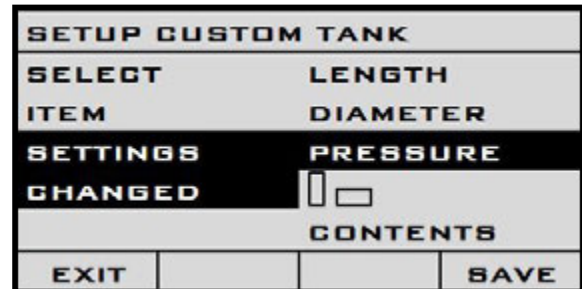 SETUP CUSTOM TANK
SELECT LENGTH
ITEM DIAMETER
SETTINGS PRESSURE
CHANGED
CONTENTS
EXIT SAVE